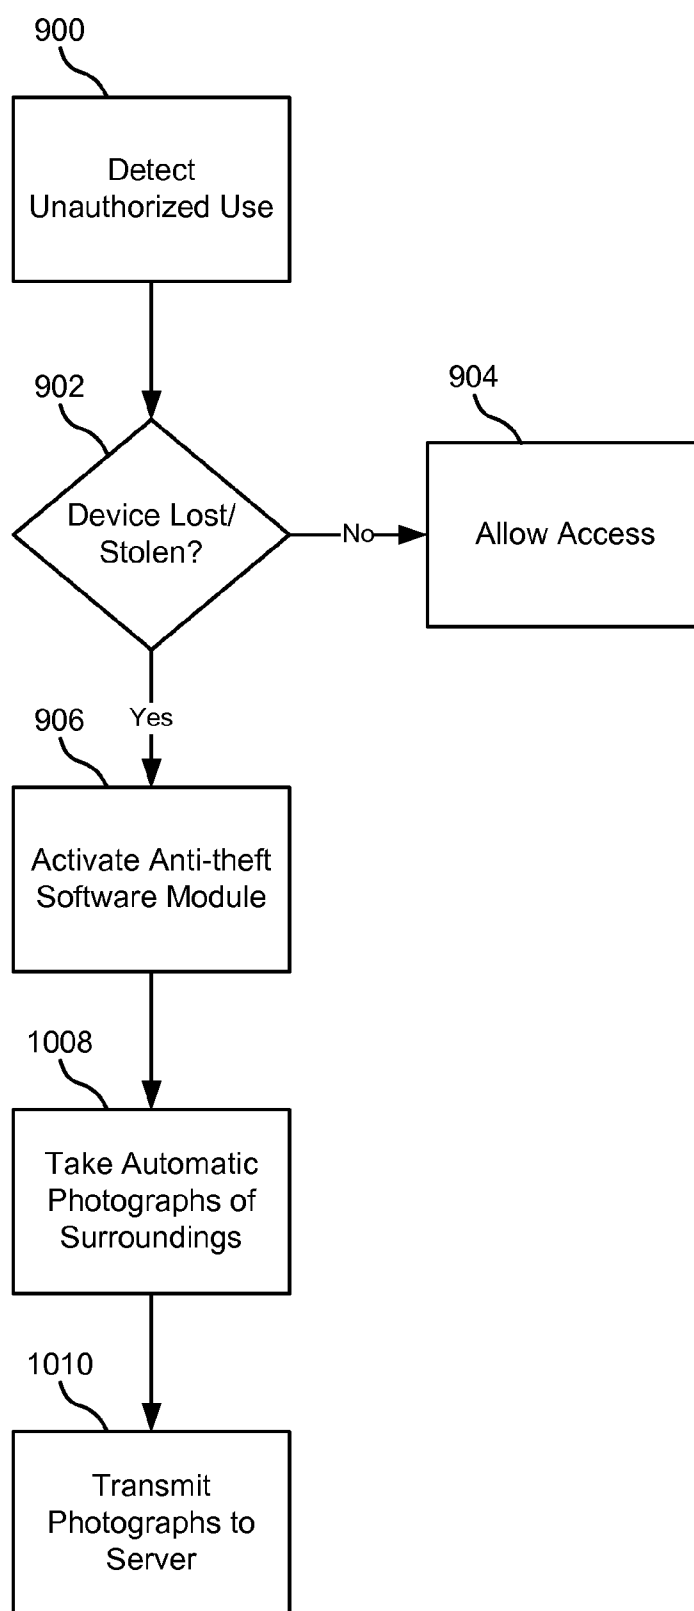 900
Detect
Unauthorized Use
902
Device Lost/
Stolen?
No
904
Allow Access
Yes
906
Activate Anti-theft
Software Module
1008
Take Automatic
Photographs of
Surroundings
1010
Transmit
Photographs to
Server